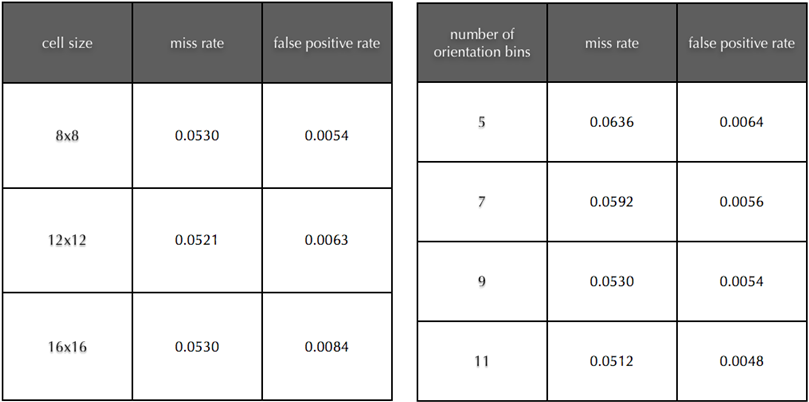 cell size miss rate false positive rate
8x8 0.0530 0.0054
12x12 0.0521 0.0063
16x16 0.0530 0.0084
number of
orientation bins miss rate false positive rate
5 0.0636 0.0064
7 0.0592 0.0056
9 0.0530 0.0054
11 0.0512 0.0048